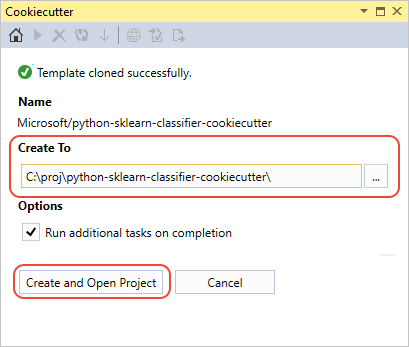 Cookiecutter
Template cloned successfully.
Name
Microsoft/python-sklearn-classifier-cookiecutter
Create To
C:\proj\python-sklearn-classifier-cookiecutter\
...
Options
Run additional tasks on completion
Create and Open Project
Cancel